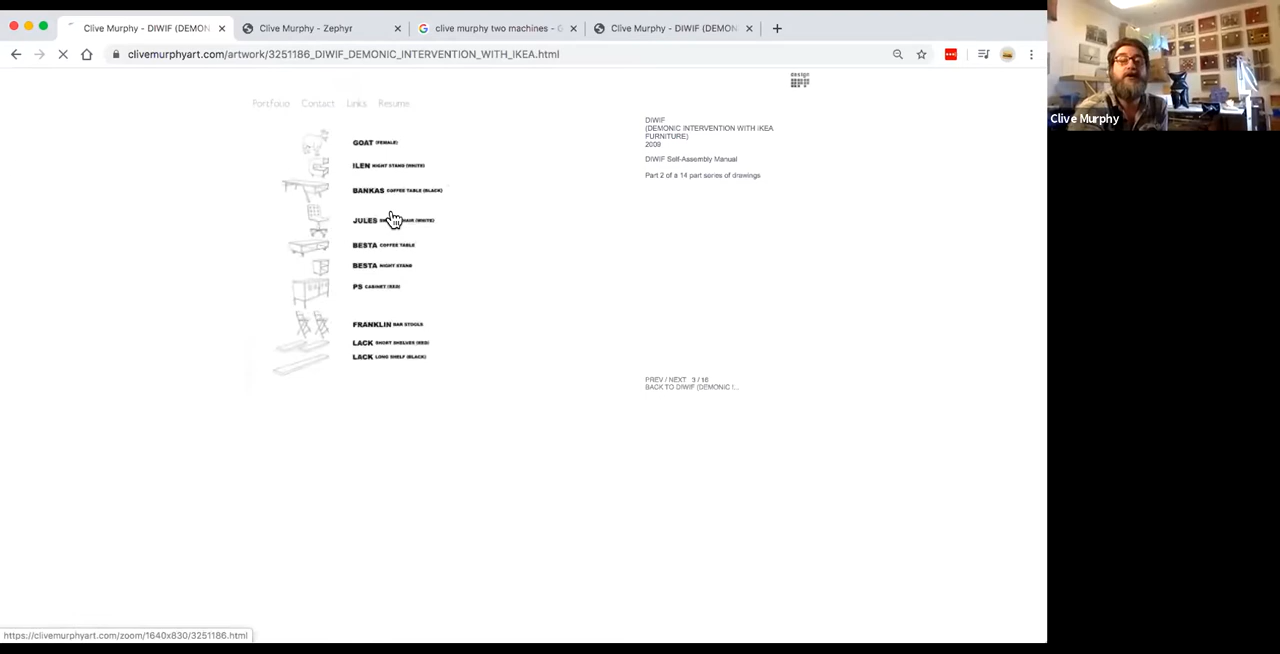 Clive Murphy - DIWIF (DEMON
Clive Murphy - Zephyr
clive murphy two machines - G
Clive Murphy - DIWIF (DEMON
clivemurphyart.com/artwork/3251186_DIWIF_DEMONIC_INTERVENTION_WITH_IKEA.html
Clive Murphy
Portfolio Contact Links Resume
GOAT (FEMALE)
ILEN NIGHT STAND (WHITE)
BANKAS COFFEE TABLE (BLACK)
JULES (WHITE)
BESTA COFFEE TABLE
BESTA NIGHT STAND
PS CABINET (RED)
FRANKLIN BAR STOOLS
LACK SHORT SHELVES (RED)
LACK LONG SHELF (BLACK)
DIWIF
(DEMONIC INTERVENTION WITH IKEA
FURNITURE)
2009
DIWIF Self-Assembly Manual
Part 2 of a 14 part series of drawings
PREV / NEXT 3 / 16
BACK TO DIWIF (DEMONIC I...
https://clivemurphyart.com/zoom/1640x830/3251186.html